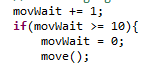 movWait += 1;
if(movWait >= 10){
    movWait = 0;
    move();